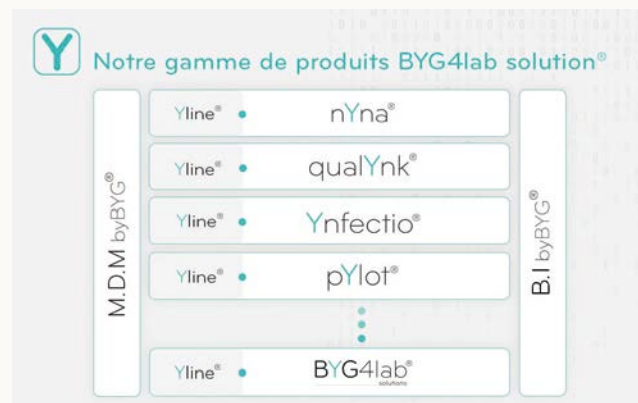 Y Notre gamme de produits BYG4lab solution®
M.D.M byBYG®
Yline® • nYna®
Yline® • qualYnk®
Yline® • Ynfectio®
Yline® • pYlot®
Yline® • BYG4lab®
solutions
B.I byBYG®